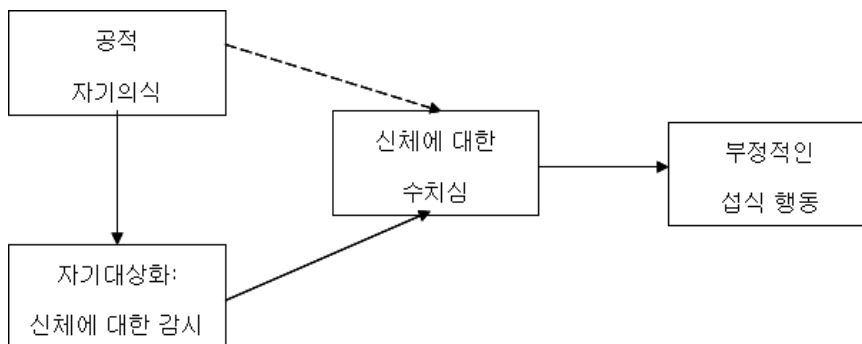 공적
자기의식
신체에 대한
수치심
부정적인
섭식 행동
자기대상화:
신체에 대한 감시